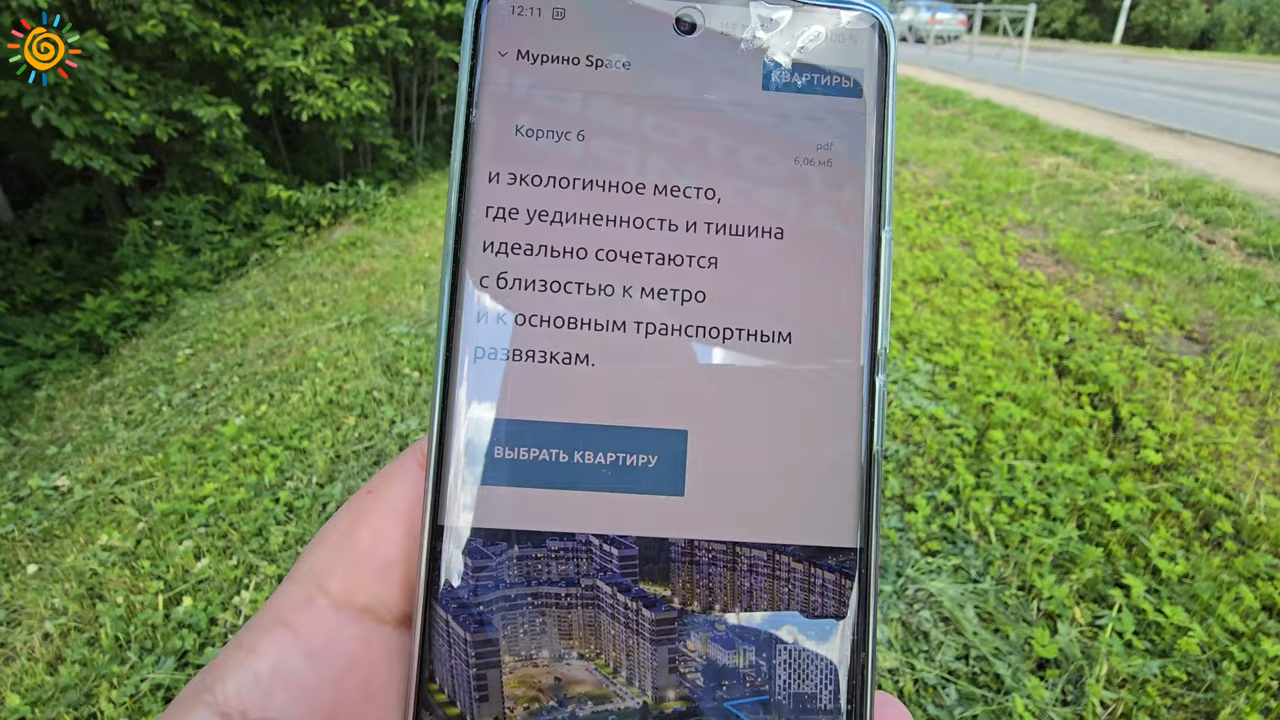 12:11 31
Мурино Space
КВАРТИРЫ
Корпус 6
pdf
6,06 мб
и экологичное место,
где уединенность и тишина
идеально сочетаются
с близостью к метро
и к основным транспортным
развязкам.
ВЫБРАТЬ КВАРТИРУ